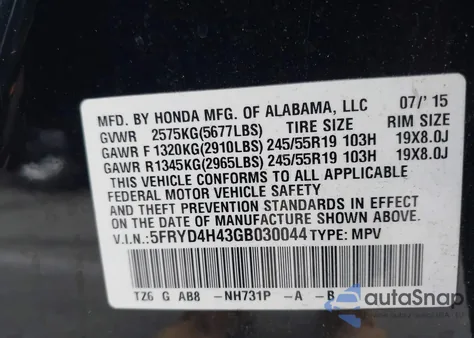 MFD. BY HONDA MFG. OF ALABAMA, LLC 07/'15
GVWR 2575KG(5677LBS) TIRE SIZE RIM SIZE
GAWR F1320KG(2910LBS) 245/55R19 103H 19X8.0J
GAWR R1345KG(2965LBS) 245/55R19 103H 19X8.0J
THIS VEHICLE CONFORMS TO ALL APPLICABLE
FEDERAL MOTOR VEHICLE SAFETY
AND THEFT PREVENTION STANDARDS IN EFFECT
ON THE DATE OF MANUFACTURE SHOWN ABOVE.
V.I.N.:5FRYD4H43GB030044 TYPE: MPV
TZ6 G AB8 -NH731P -A -B
autoSnap